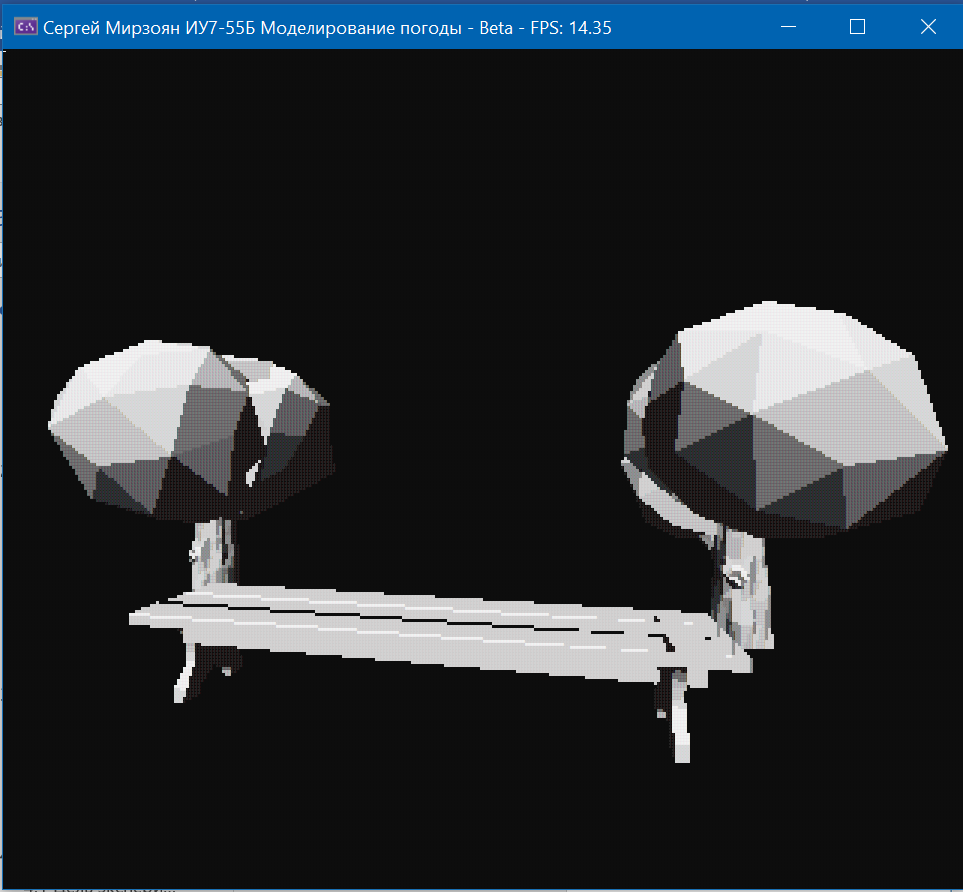 Сергей Мирзоян ИУ7-55Б Моделирование погоды - Beta - FPS: 14.35